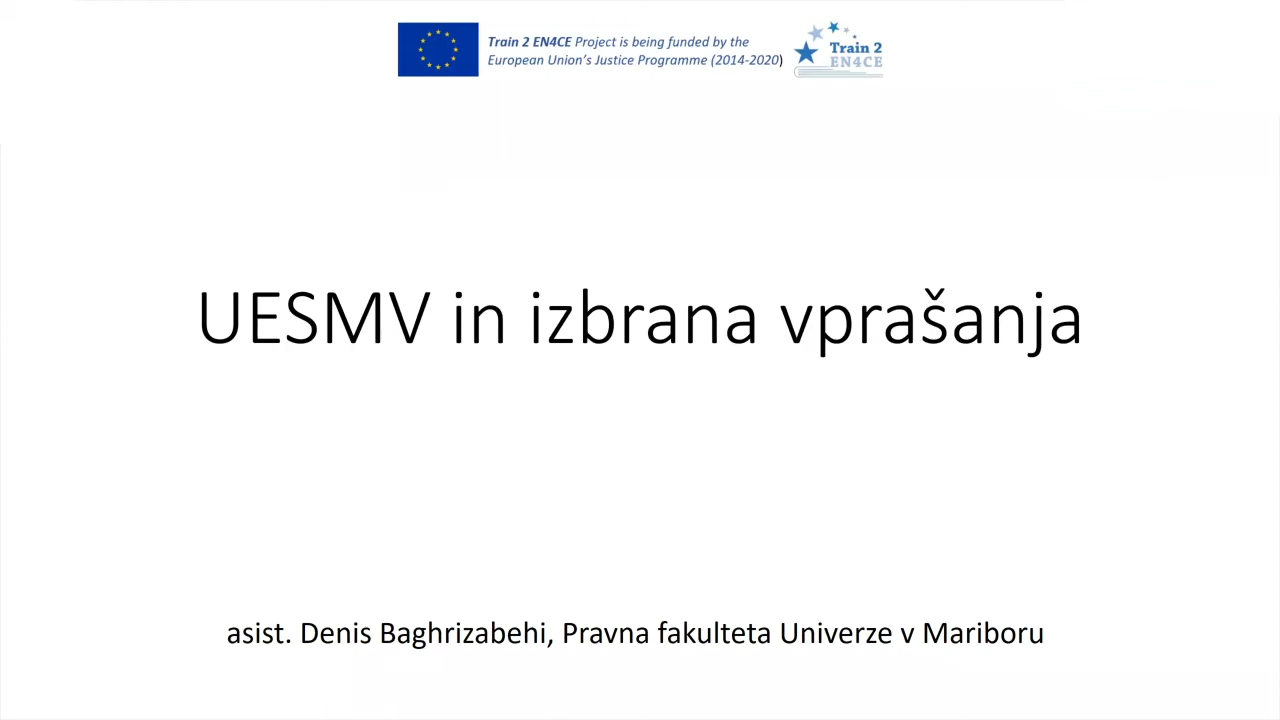 Train 2 EN4CE Project is being funded by the
European Union's Justice Programme (2014-2020)
Train 2
EN4CE
UESMV in izbrana vprašanja
asist. Denis Baghrizabehi, Pravna fakulteta Univerze v Mariboru